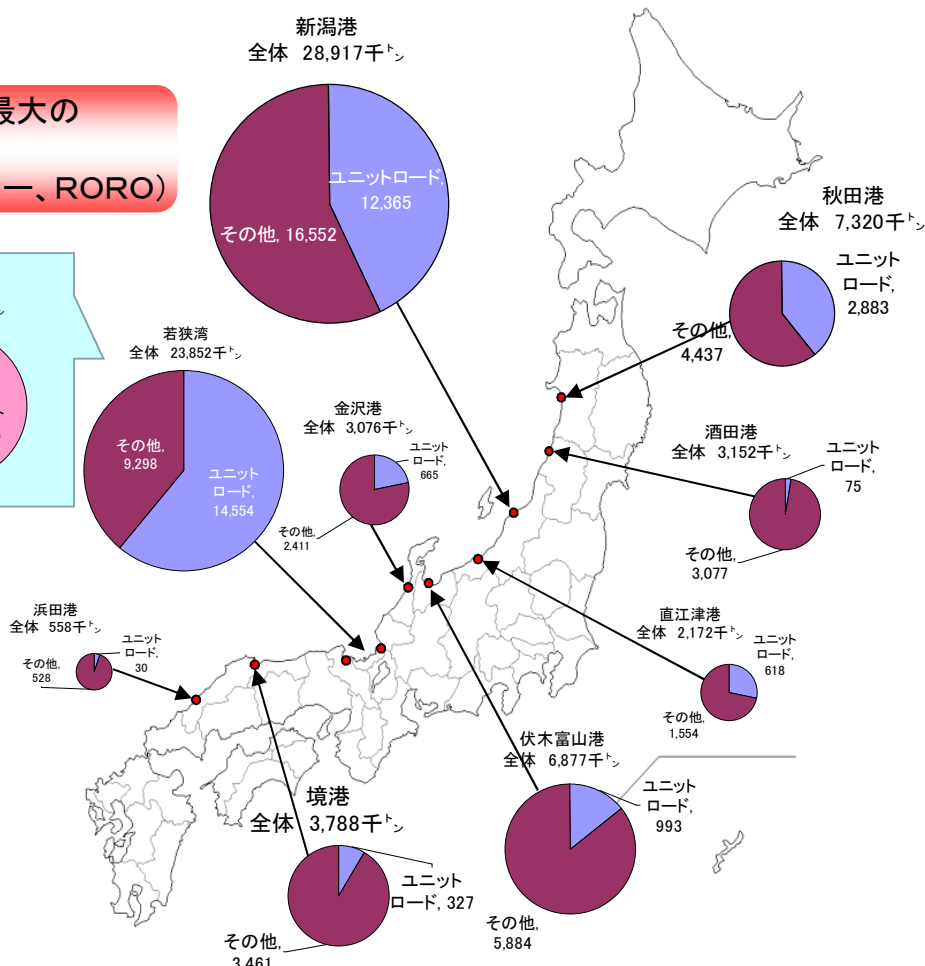 新潟港
全体 28,917千㌧
最大の
ー、RORO)
ユニットロード,
12,365
その他, 16,552
秋田港
全体 7,320千㌧
ユニット
ロード,
2,883
その他,
4,437
若狭湾
全体 23,852千㌧
その他,
9,298
ユニット
ロード,
14,554
金沢港
全体 3,076千㌧
ユニット
ロード,
665
その他,
2,411
酒田港
全体 3,152千㌧
ユニット
ロード,
75
その他,
3,077
浜田港
全体 558千㌧
ユニット
ロード,
30
その他,
528
直江津港
全体 2,172千㌧
ユニット
ロード,
618
その他,
1,554
伏木富山港
全体 6,877千㌧
ユニット
ロード,
993
その他,
5,884
境港
全体 3,788千㌧
ユニット
ロード, 327
その他,
3,461